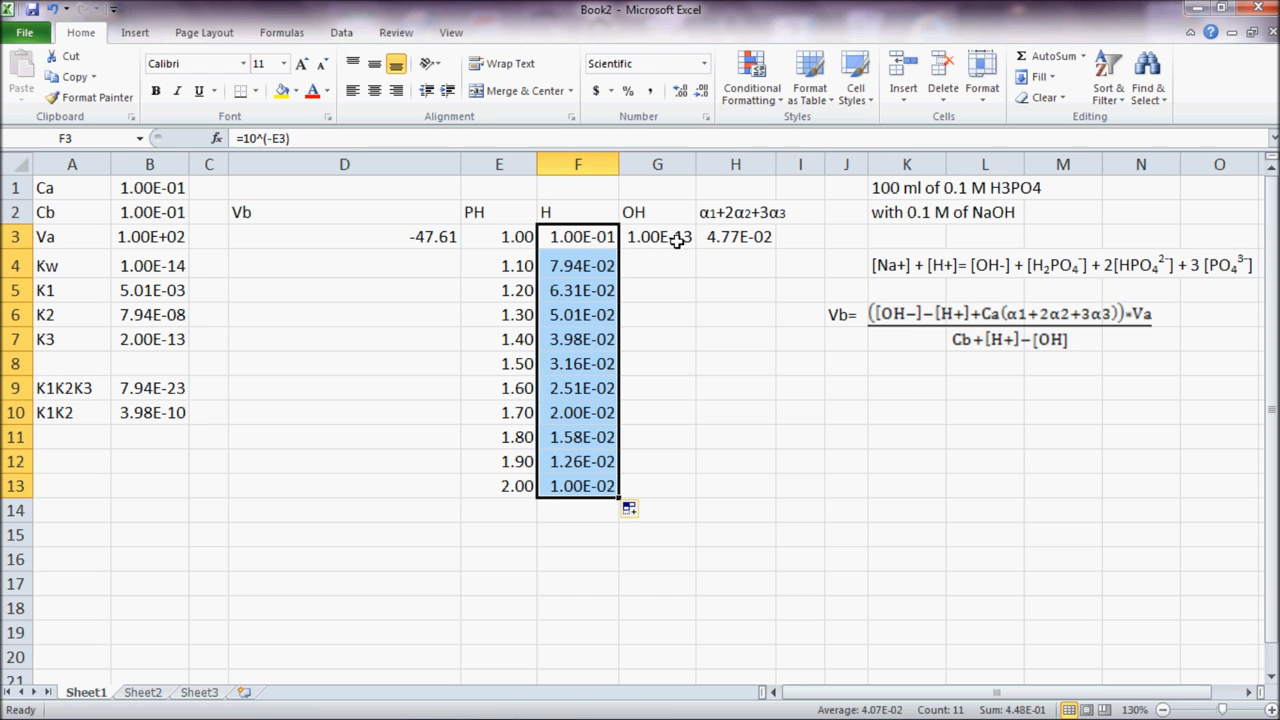 Book2 - Microsoft Excel
File Home Insert Page Layout Formulas Data Review View
Cut Calibri 11 Wrap Text Scientific AutoSum
Paste Copy Conditional Formatting Format as Table Cell Styles Insert Delete Format Fill Sort & Filter Find & Select
Format Painter B I U A Merge & Center $ % , Clear
Clipboard Font Alignment Number Styles Cells Editing
F3 fx =10^(-E3)
A B C D E F G H I J K L M N O
1 Ca 1.00E-01 100 ml of 0.1 M H3PO4
2 Cb 1.00E-01 Vb PH H OH α1+2α2+3α3 with 0.1 M of NaOH
3 Va 1.00E+02 -47.61 1.00 1.00E-01 1.00E-13 4.77E-02
4 Kw 1.00E-14 1.10 7.94E-02 [Na+] + [H+]= [OH-] + [H₂PO₄⁻] + 2[HPO₄²⁻] + 3 [PO₄³⁻]
5 K1 5.01E-03 1.20 6.31E-02
6 K2 7.94E-08 1.30 5.01E-02 Vb= ([OH−]−[H+]+Ca(α1+2α2+3α3))∗Va
7 K3 2.00E-13 1.40 3.98E-02 Cb+[H+]−[OH]
8 1.50 3.16E-02
9 K1K2K3 7.94E-23 1.60 2.51E-02
10 K1K2 3.98E-10 1.70 2.00E-02
11 1.80 1.58E-02
12 1.90 1.26E-02
13 2.00 1.00E-02
14
15
16
17
18
19
20
21
Sheet1 Sheet2 Sheet3
Ready Average: 4.07E-02 Count: 11 Sum: 4.48E-01 130%